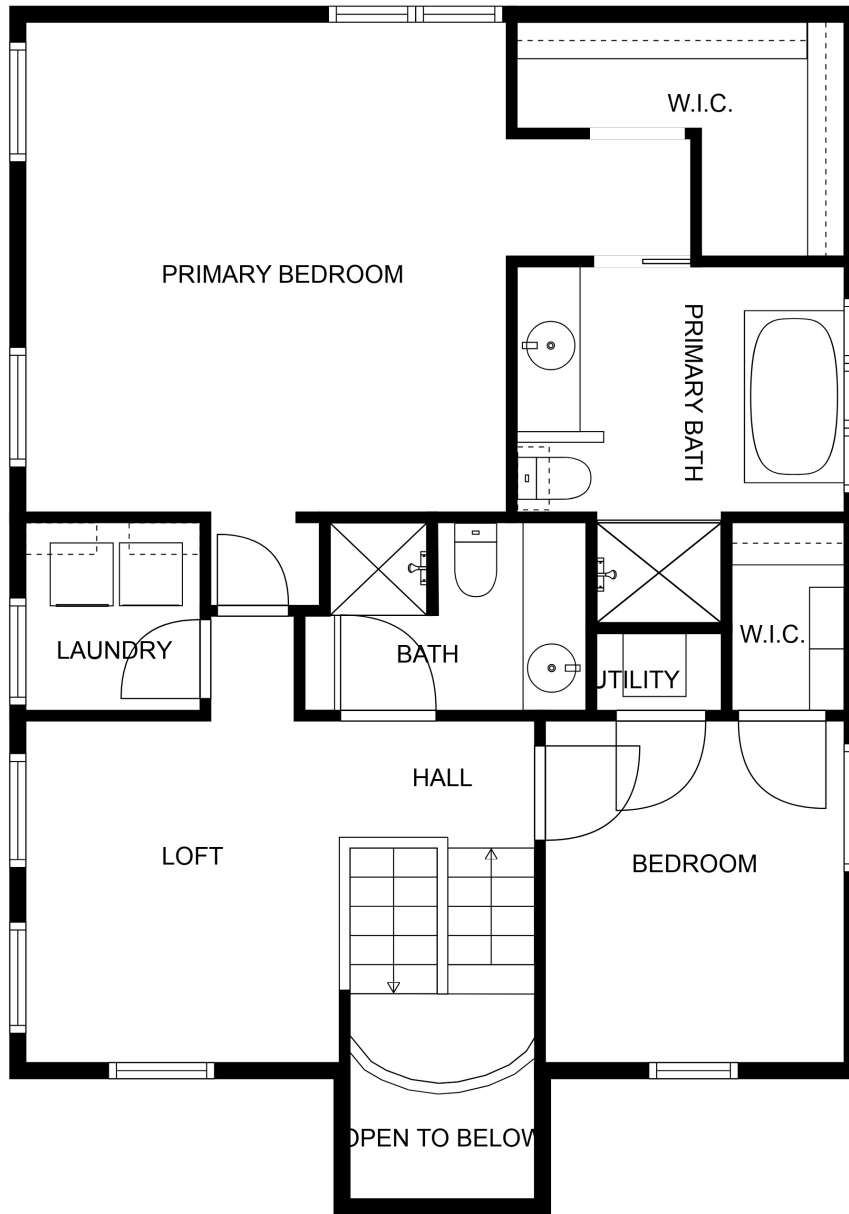 W.I.C.
PRIMARY BEDROOM
PRIMARY BATH
LAUNDRY
BATH
W.I.C.
UTILITY
HALL
LOFT
BEDROOM
OPEN TO BELOW